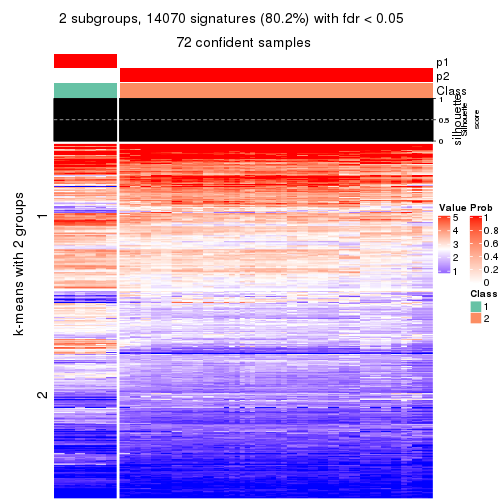 2 subgroups, 14070 signatures (80.2%) with fdr < 0.05
72 confident samples
p1
p2
Class
1
0.5
0
silhouette
Silhouette
score
k-means with 2 groups
1
2
Value
5
4
3
2
1
Prob
1
0.8
0.6
0.4
0.2
0
Class
1
2